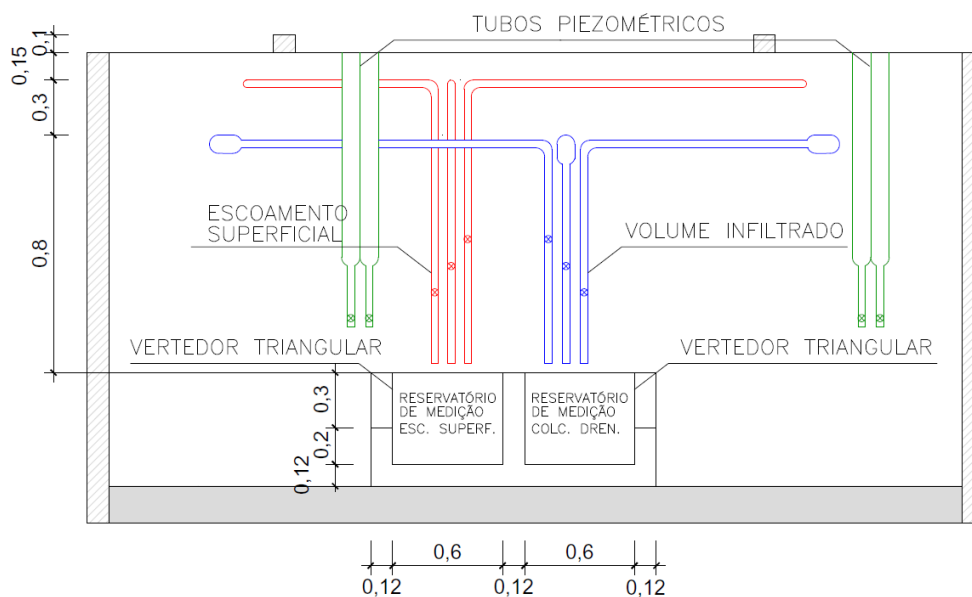 TUBOS PIEZOMÉTRICOS
0,1
0,15
0,3
0,8
ESCOAMENTO
SUPERFICIAL
VOLUME INFILTRADO
VERTEDOR TRIANGULAR
VERTEDOR TRIANGULAR
RESERVATÓRIO
DE MEDIÇÃO
ESC. SUPERF.
RESERVATÓRIO
DE MEDIÇÃO
COLC. DREN.
0,3
0,2
0,12
0,6
0,6
0,12
0,12
0,12